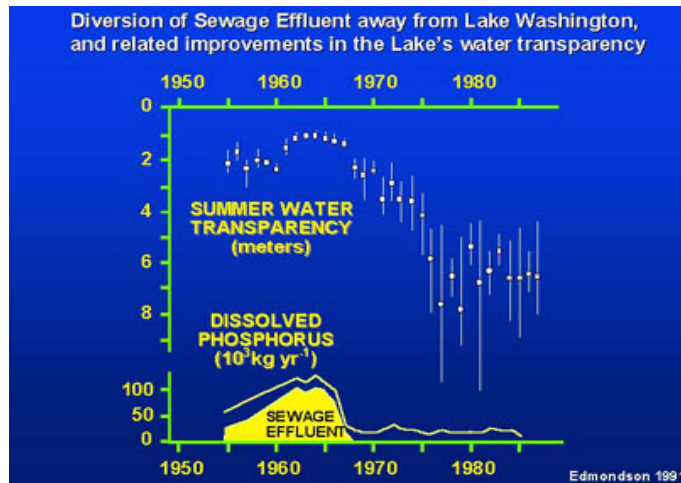 Diversion of Sewage Effluent away from Lake Washington,
and related improvements in the Lake's water transparency
1950 1960 1970 1980
0
2
4
6
8
SUMMER WATER
TRANSPARENCY
(meters)
DISSOLVED
PHOSPHORUS
(10³kg yr⁻¹)
100
50
0
SEWAGE
EFFLUENT
1950 1960 1970 1980
Edmondson 1991